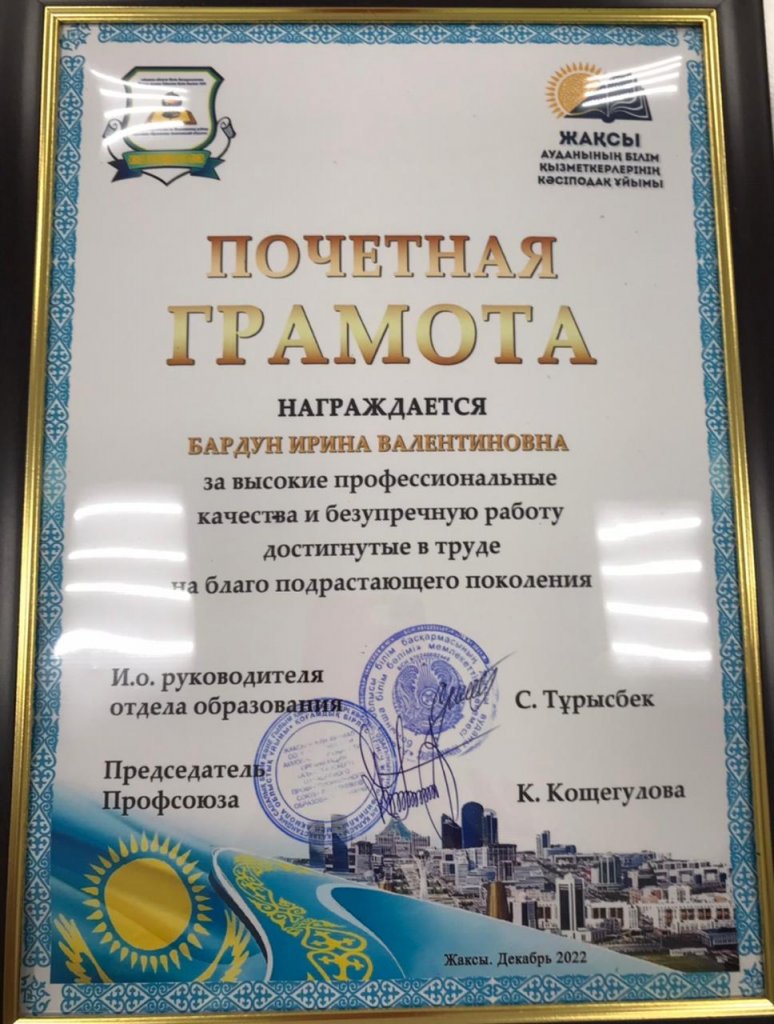 ЖАҚСЫ
АУДАНЫНЫҢ БІЛІМ
ҚЫЗМЕТКЕРЛЕРІНІҢ
КӘСІПОДАҚ ҰЙЫМЫ
ПОЧЕТНАЯ
ГРАМОТА
НАГРАЖДАЕТСЯ
БАРДУН ИРИНА ВАЛЕНТИНОВНА
за высокие профессиональные
качества и безупречную работу
достигнутые в труде
на благо подрастающего поколения
И.о. руководителя
отдела образования
С. Тұрысбек
Председатель
Профсоюза
К. Кощегулова
Жаксы. Декабрь 2022